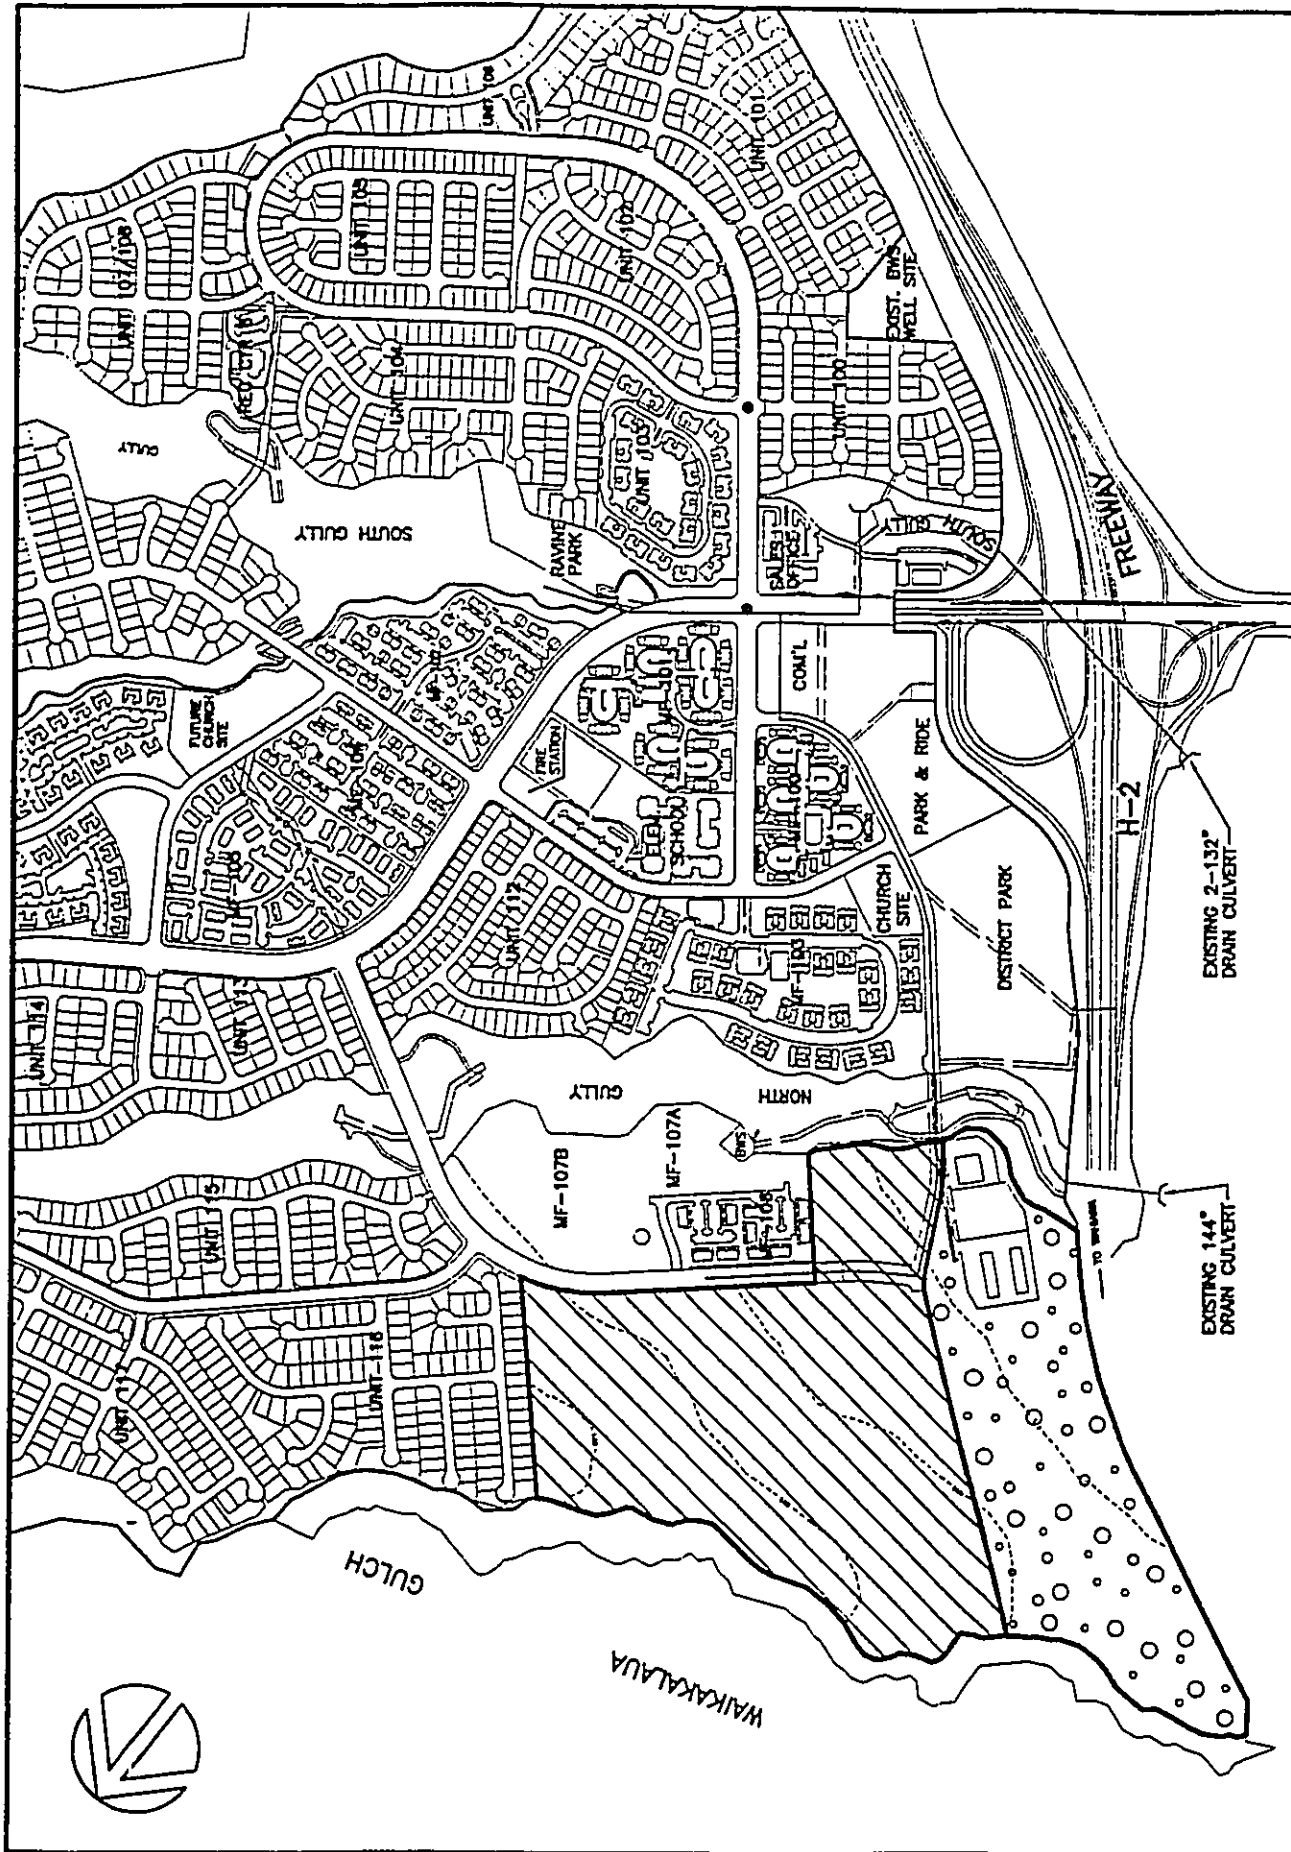 UNIT 106
UNIT 101
UNIT 105
UNIT 102
UNIT 107/108
REC CTR
UNIT 104
EXIST. BWS
WELL SITE
UNIT 100
UNIT 103
GULLY
SOUTH GULLY
RAVINE
PARK
SALES
OFFICE
SOUTH GULLY
FREEWAY
COM'L
MF-101
MF-102
FUTURE
CHURCH
SITE
FIRE
STATION
ELEM.
SCHOOL
MF-100
PARK & RIDE
H-2
EXISTING 2-132"
DRAIN CULVERT
UNIT 112
CHURCH
SITE
MF-103
DISTRICT PARK
UNIT 114
UNIT 113
GULLY
NORTH
MF-107B
MF-107A
BWS
UNIT 115
EXISTING 144"
DRAIN CULVERT
UNIT 117
UNIT 116
GULCH
WAIKAKALAUA